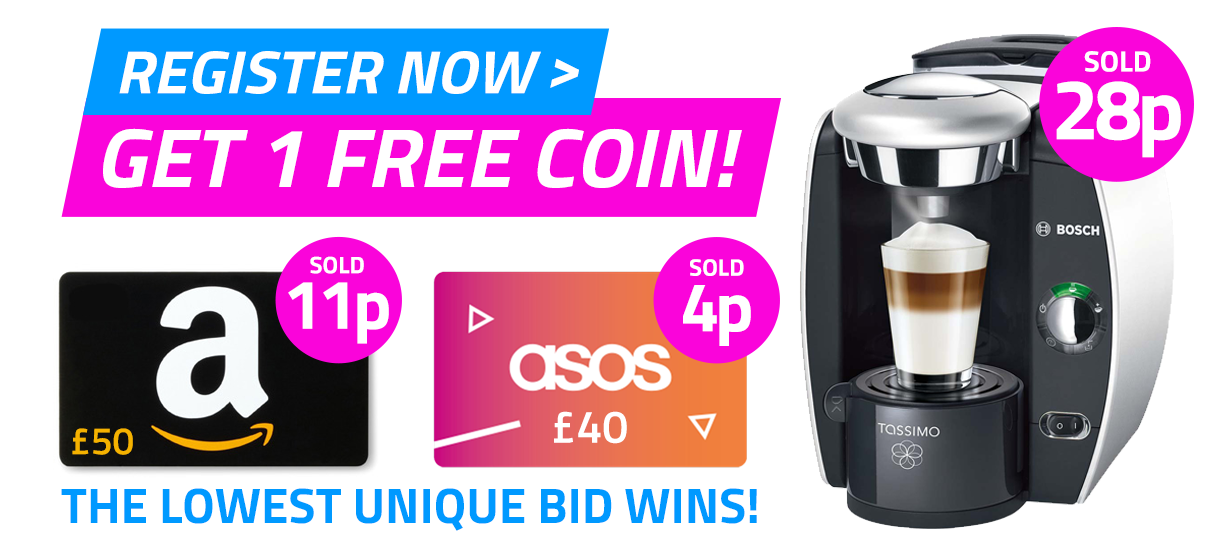 REGISTER NOW >
GET 1 FREE COIN!
SOLD
28p
BOSCH
SOLD
11p
a
£50
SOLD
4p
asos
£40
TASSIMO
THE LOWEST UNIQUE BID WINS!